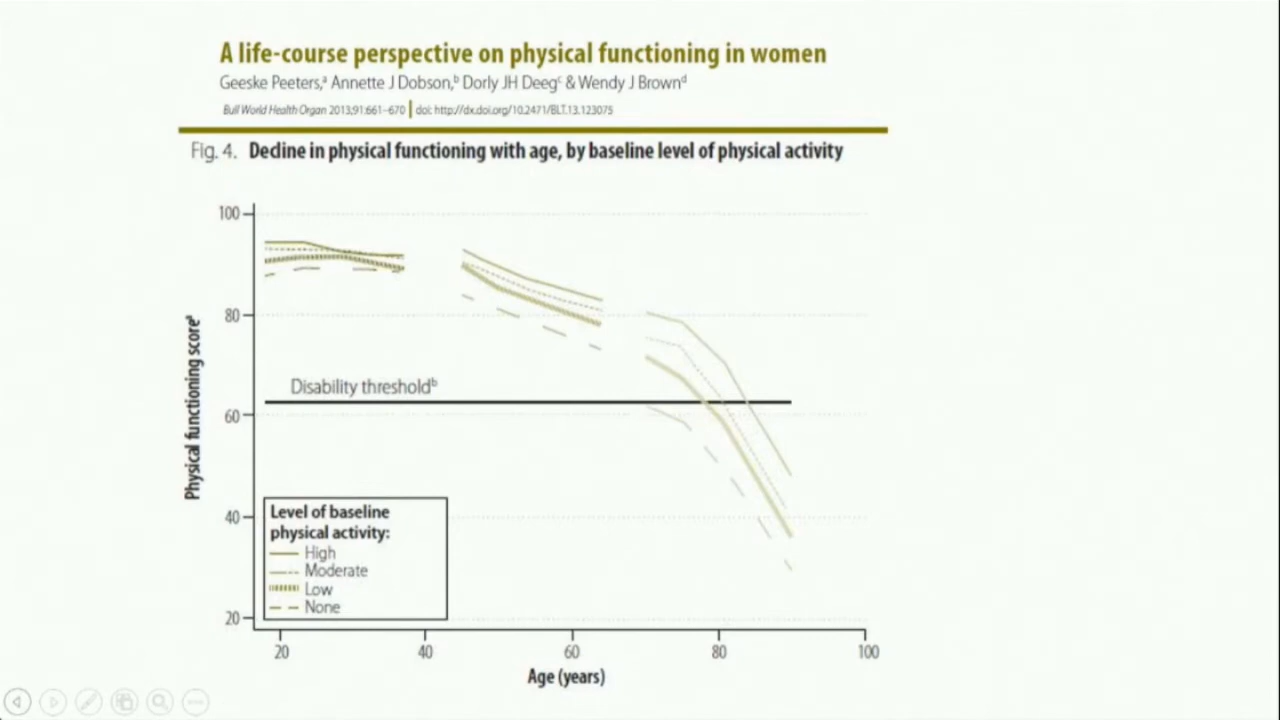 A life-course perspective on physical functioning in women
Geeske Peeters,ª Annette J Dobson,ᵇ Dorly JH Deegᶜ & Wendy J Brownᵈ
Bull World Health Organ 2013;91:661–670 | doi: http://dx.doi.org/10.2471/BLT.13.123075
Fig. 4. Decline in physical functioning with age, by baseline level of physical activity
100
80
60
40
20
Physical functioning scoreª
Disability thresholdᵇ
Level of baseline
physical activity:
High
Moderate
Low
None
20 40 60 80 100
Age (years)